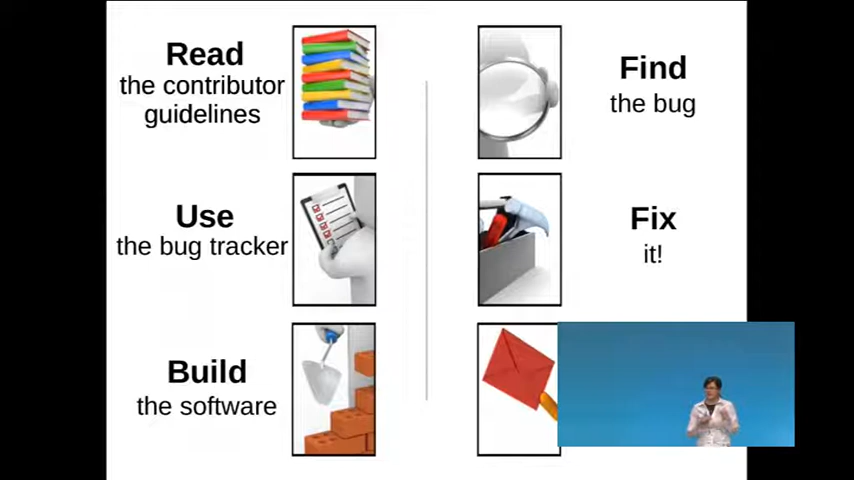 Read
the contributor
guidelines
Use
the bug tracker
Build
the software
Find
the bug
Fix
it!